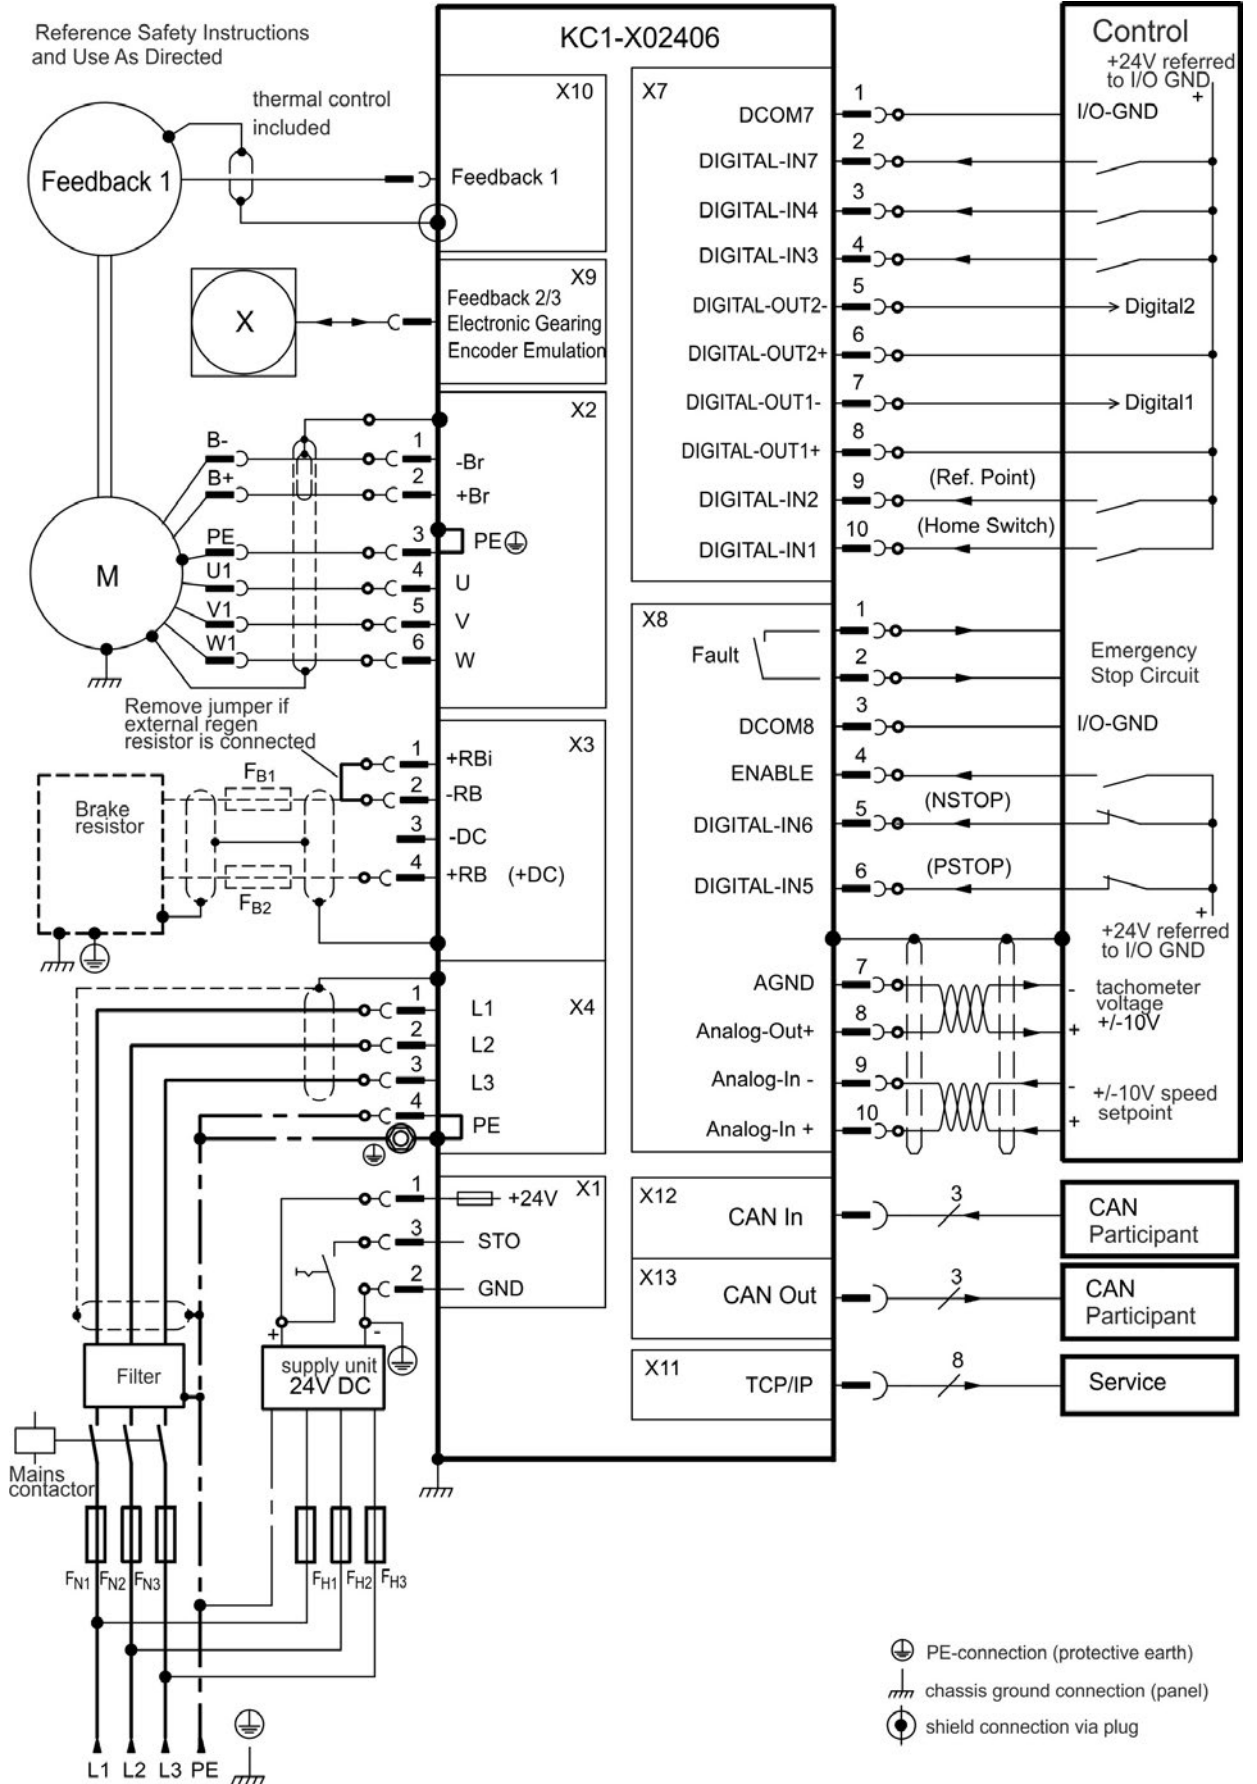 Reference Safety Instructions
and Use As Directed
KC1-X02406
Control
+24V referred
to I/O GND
+
thermal control
included
Feedback 1
X10
Feedback 1
X
X9
Feedback 2/3
Electronic Gearing
Encoder Emulation
X2
B-
1
-Br
B+
2
+Br
PE
3
PE
U1
4
U
V1
5
V
W1
6
W
M
Remove jumper if
external regen
resistor is connected
X3
1
+RBi
FB1
2
-RB
Brake
resistor
3
-DC
4
+RB (+DC)
FB2
X4
1
L1
2
L2
3
L3
4
PE
X1
1
+24V
3
STO
2
GND
+
-
supply unit
24V DC
Filter
Mains
contactor
FN1
FN2
FN3
FH1
FH2
FH3
L1
L2
L3
PE
X7
DCOM7
1
I/O-GND
DIGITAL-IN7
2
DIGITAL-IN4
3
DIGITAL-IN3
4
DIGITAL-OUT2-
5
Digital2
DIGITAL-OUT2+
6
DIGITAL-OUT1-
7
Digital1
DIGITAL-OUT1+
8
DIGITAL-IN2
9
(Ref. Point)
DIGITAL-IN1
10
(Home Switch)
X8
Fault
1
2
Emergency
Stop Circuit
DCOM8
3
I/O-GND
ENABLE
4
DIGITAL-IN6
5
(NSTOP)
DIGITAL-IN5
6
(PSTOP)
+
+24V referred
to I/O GND
AGND
7
-
tachometer
voltage
+/-10V
Analog-Out+
8
+
Analog-In -
9
-
+/-10V speed
setpoint
Analog-In +
10
+
X12
CAN In
3
CAN
Participant
X13
CAN Out
3
CAN
Participant
X11
TCP/IP
8
Service
PE-connection (protective earth)
chassis ground connection (panel)
shield connection via plug